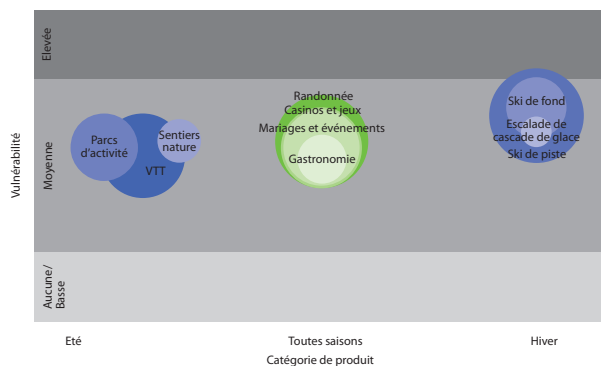 Vulnérabilité
Elevée
Moyenne
Aucune/
Basse
Parcs
d'activité
VTT
Sentiers
nature
Randonnée
Casinos et jeux
Mariages et événements
Gastronomie
Ski de fond
Escalade de
cascade de glace
Ski de piste
Eté
Toutes saisons
Hiver
Catégorie de produit